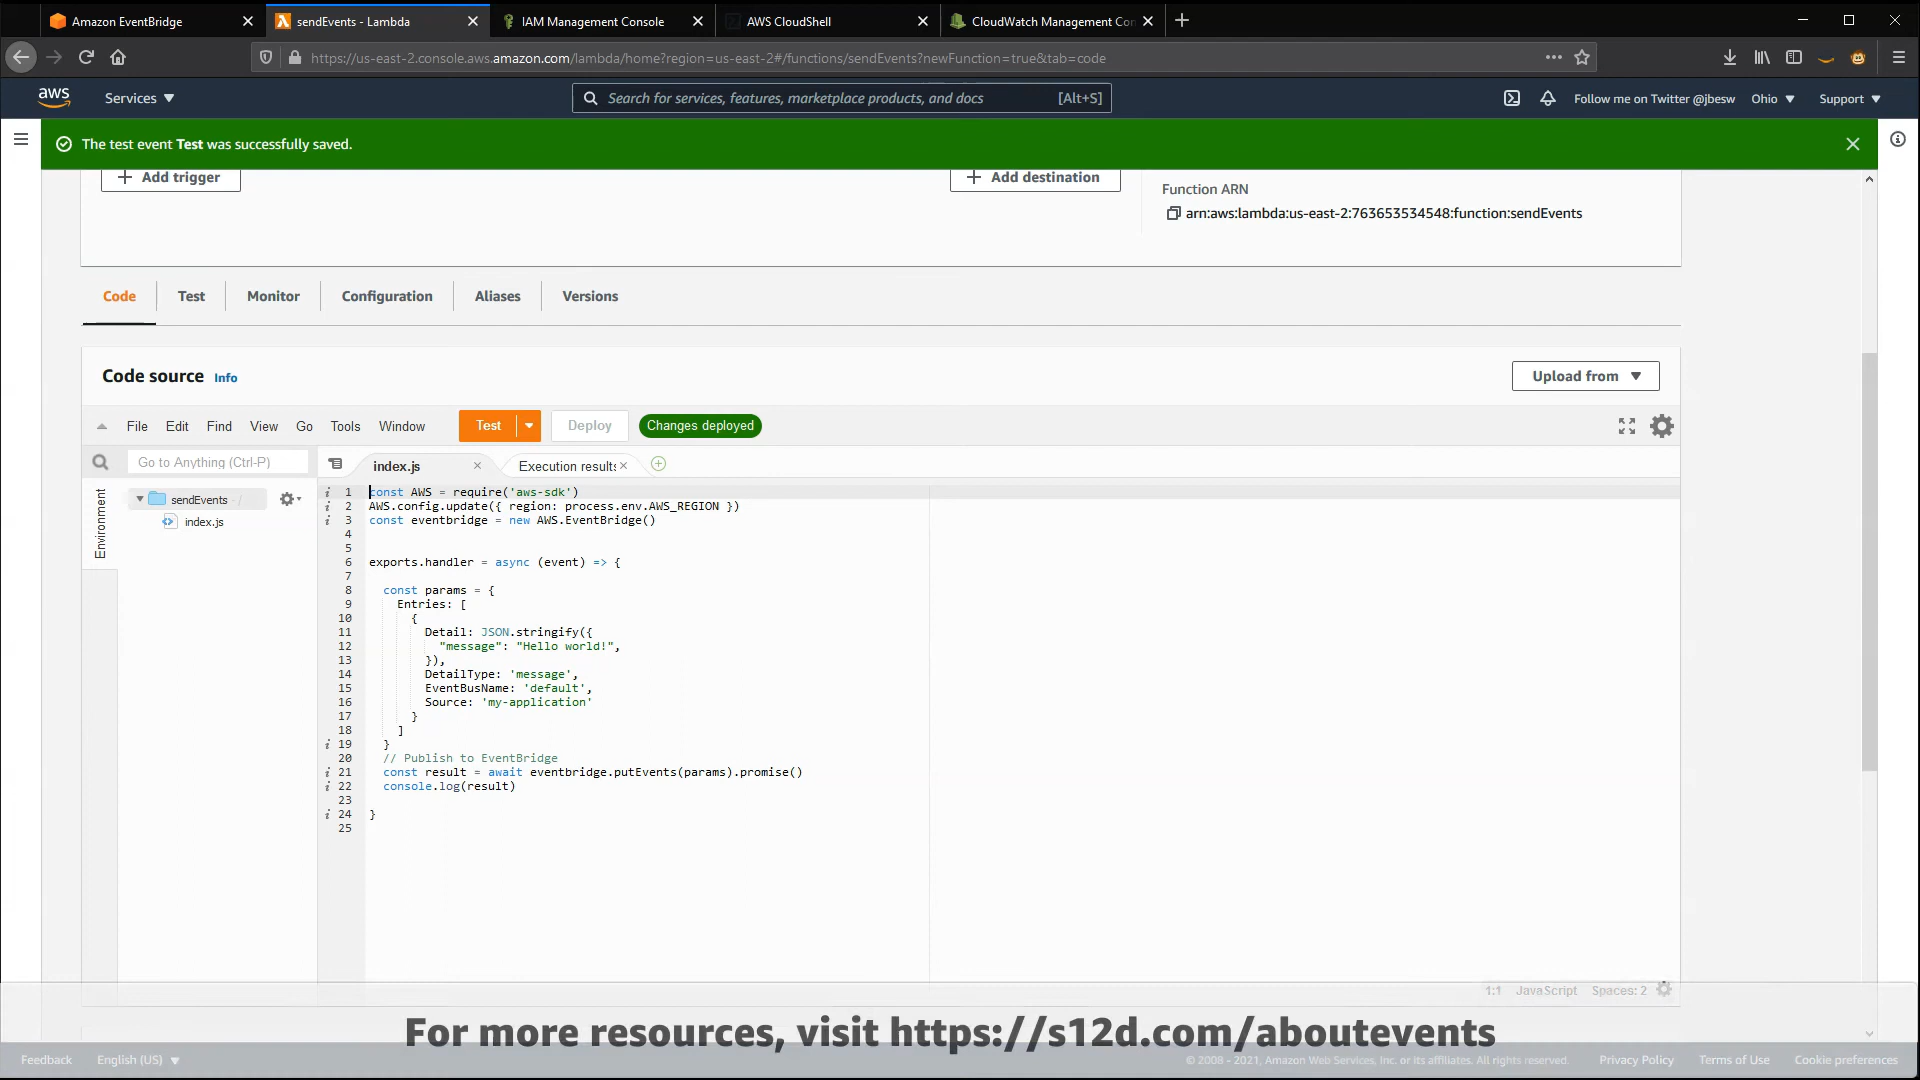 Amazon EventBridge
sendEvents - Lambda
IAM Management Console
AWS CloudShell
CloudWatch Management Con
https://us-east-2.console.aws.amazon.com/lambda/home?region=us-east-2#/functions/sendEvents?newFunction=true&tab=code
aws
Services
Search for services, features, marketplace products, and docs
[Alt+S]
Follow me on Twitter @jbesw
Ohio
Support
The test event Test was successfully saved.
Add trigger
Add destination
Function ARN
arn:aws:lambda:us-east-2:763653534548:function:sendEvents
Code
Test
Monitor
Configuration
Aliases
Versions
Code source
Info
Upload from
File
Edit
Find
View
Go
Tools
Window
Test
Deploy
Changes deployed
Go to Anything (Ctrl-P)
index.js
Execution results
Environment
sendEvents - /
index.js
1 const AWS = require('aws-sdk')
2 AWS.config.update({ region: process.env.AWS_REGION })
3 const eventbridge = new AWS.EventBridge()
4
5
6 exports.handler = async (event) => {
7
8 const params = {
9 Entries: [
10 {
11 Detail: JSON.stringify({
12 "message": "Hello world!",
13 }),
14 DetailType: 'message',
15 EventBusName: 'default',
16 Source: 'my-application'
17 }
18 ]
19 }
20 // Publish to EventBridge
21 const result = await eventbridge.putEvents(params).promise()
22 console.log(result)
23
24 }
25
1:1
JavaScript
Spaces: 2
For more resources, visit https://s12d.com/aboutevents
Feedback
English (US)
© 2008 - 2021, Amazon Web Services, Inc. or its affiliates. All rights reserved.
Privacy Policy
Terms of Use
Cookie preferences